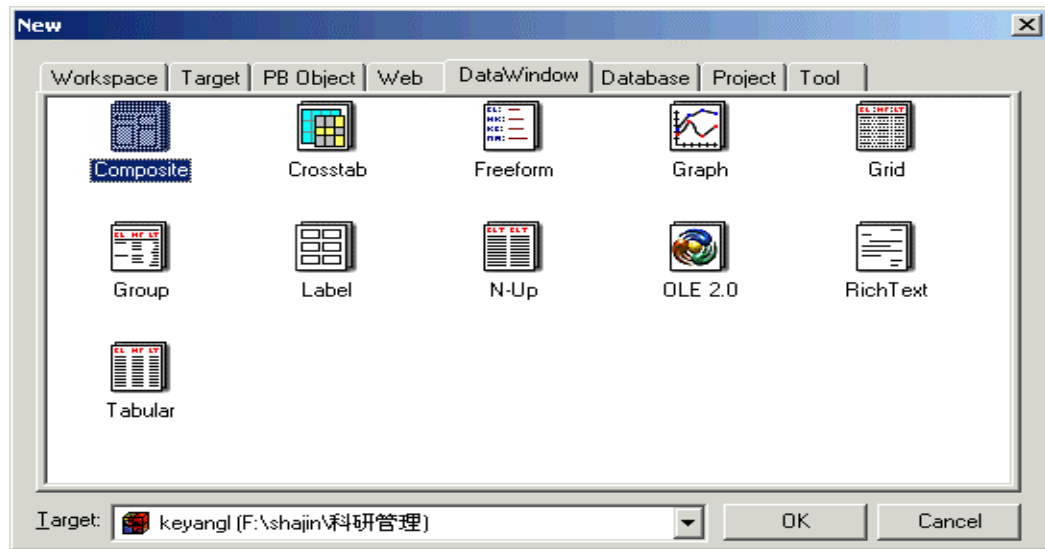 New
Workspace Target PB Object Web DataWindow Database Project Tool
Composite Crosstab Freeform Graph Grid
Group Label N-Up OLE 2.0 RichText
Tabular
Target: keyangl (F:\shajin\科研管理) OK Cancel